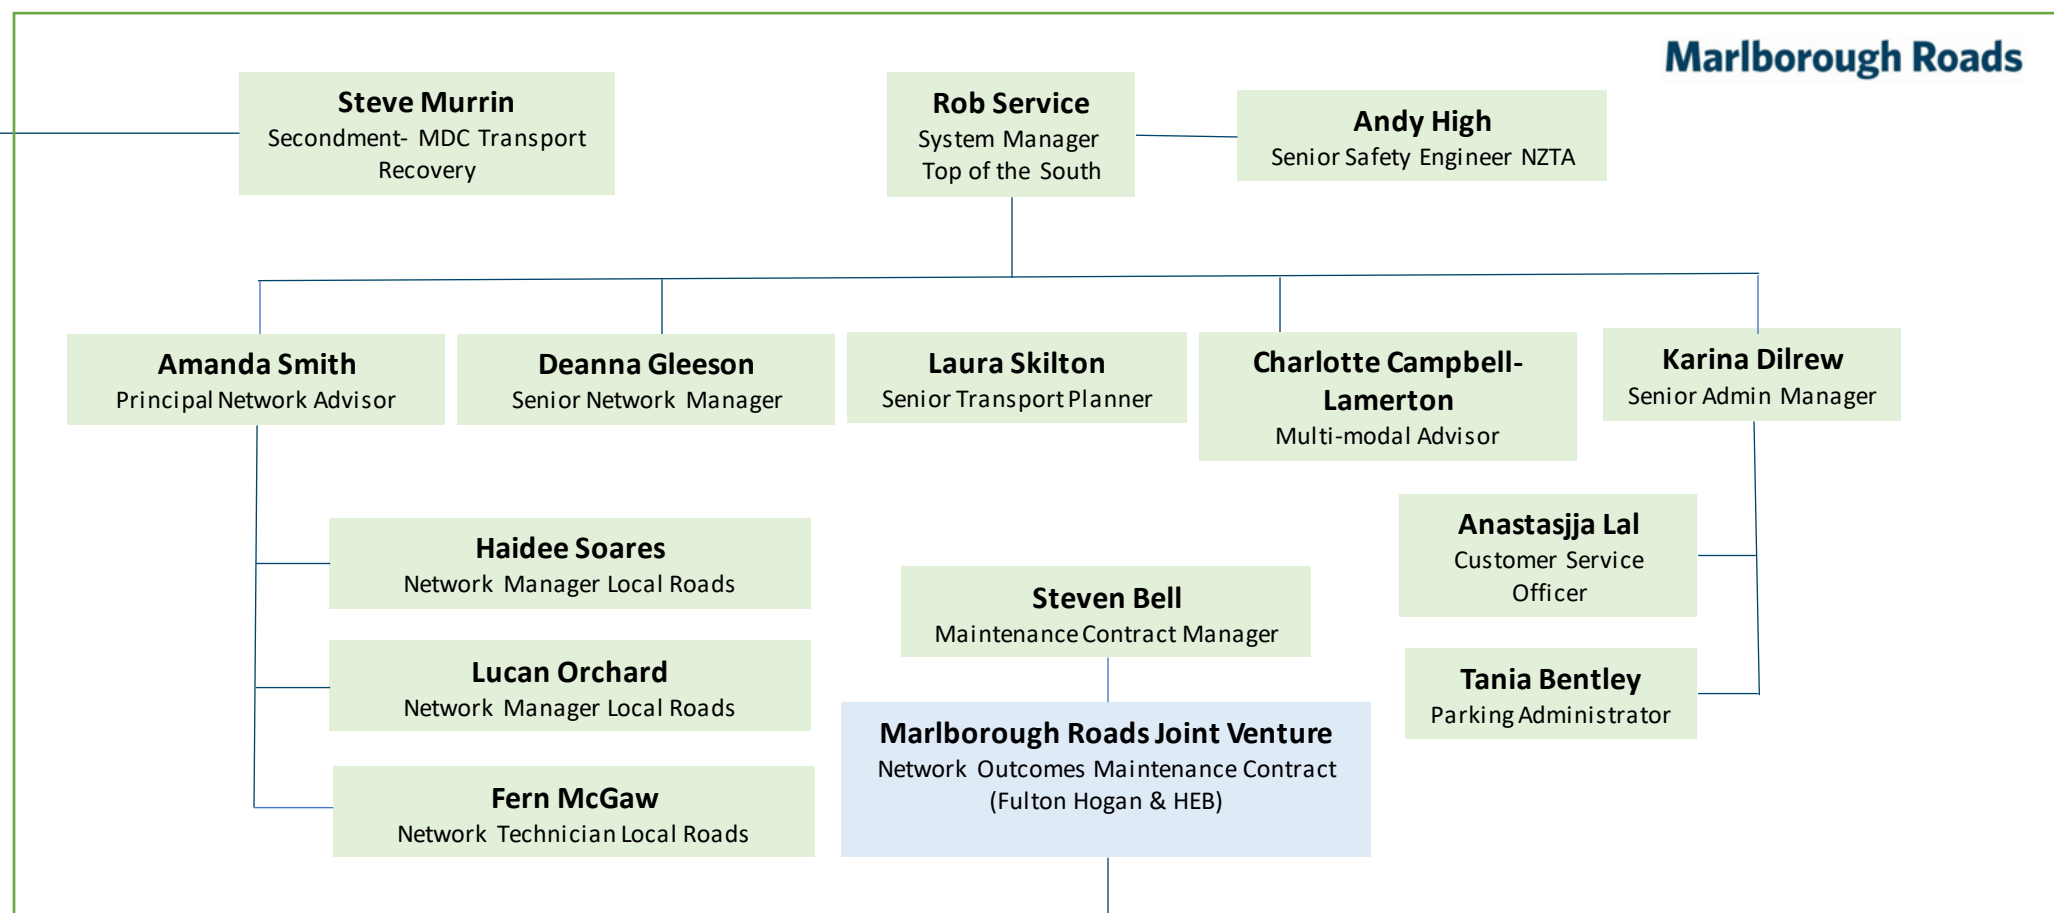 Marlborough Roads
Steve Murrin
Secondment- MDC Transport
Recovery
Rob Service
System Manager
Top of the South
Andy High
Senior Safety Engineer NZTA
Amanda Smith
Principal Network Advisor
Deanna Gleeson
Senior Network Manager
Laura Skilton
Senior Transport Planner
Charlotte Campbell-
Lamerton
Multi-modal Advisor
Karina Dilrew
Senior Admin Manager
Haidee Soares
Network Manager Local Roads
Lucan Orchard
Network Manager Local Roads
Fern McGaw
Network Technician Local Roads
Steven Bell
Maintenance Contract Manager
Marlborough Roads Joint Venture
Network Outcomes Maintenance Contract
(Fulton Hogan & HEB)
Anastasjja Lal
Customer Service
Officer
Tania Bentley
Parking Administrator